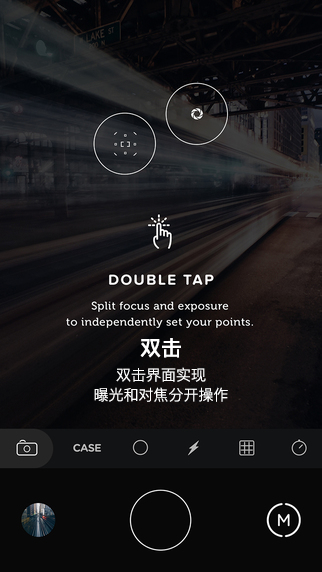 LAKE ST
DOUBLE TAP
Split focus and exposure
to independently set your points.
双击
双击界面实现
曝光和对焦分开操作
CASE
M